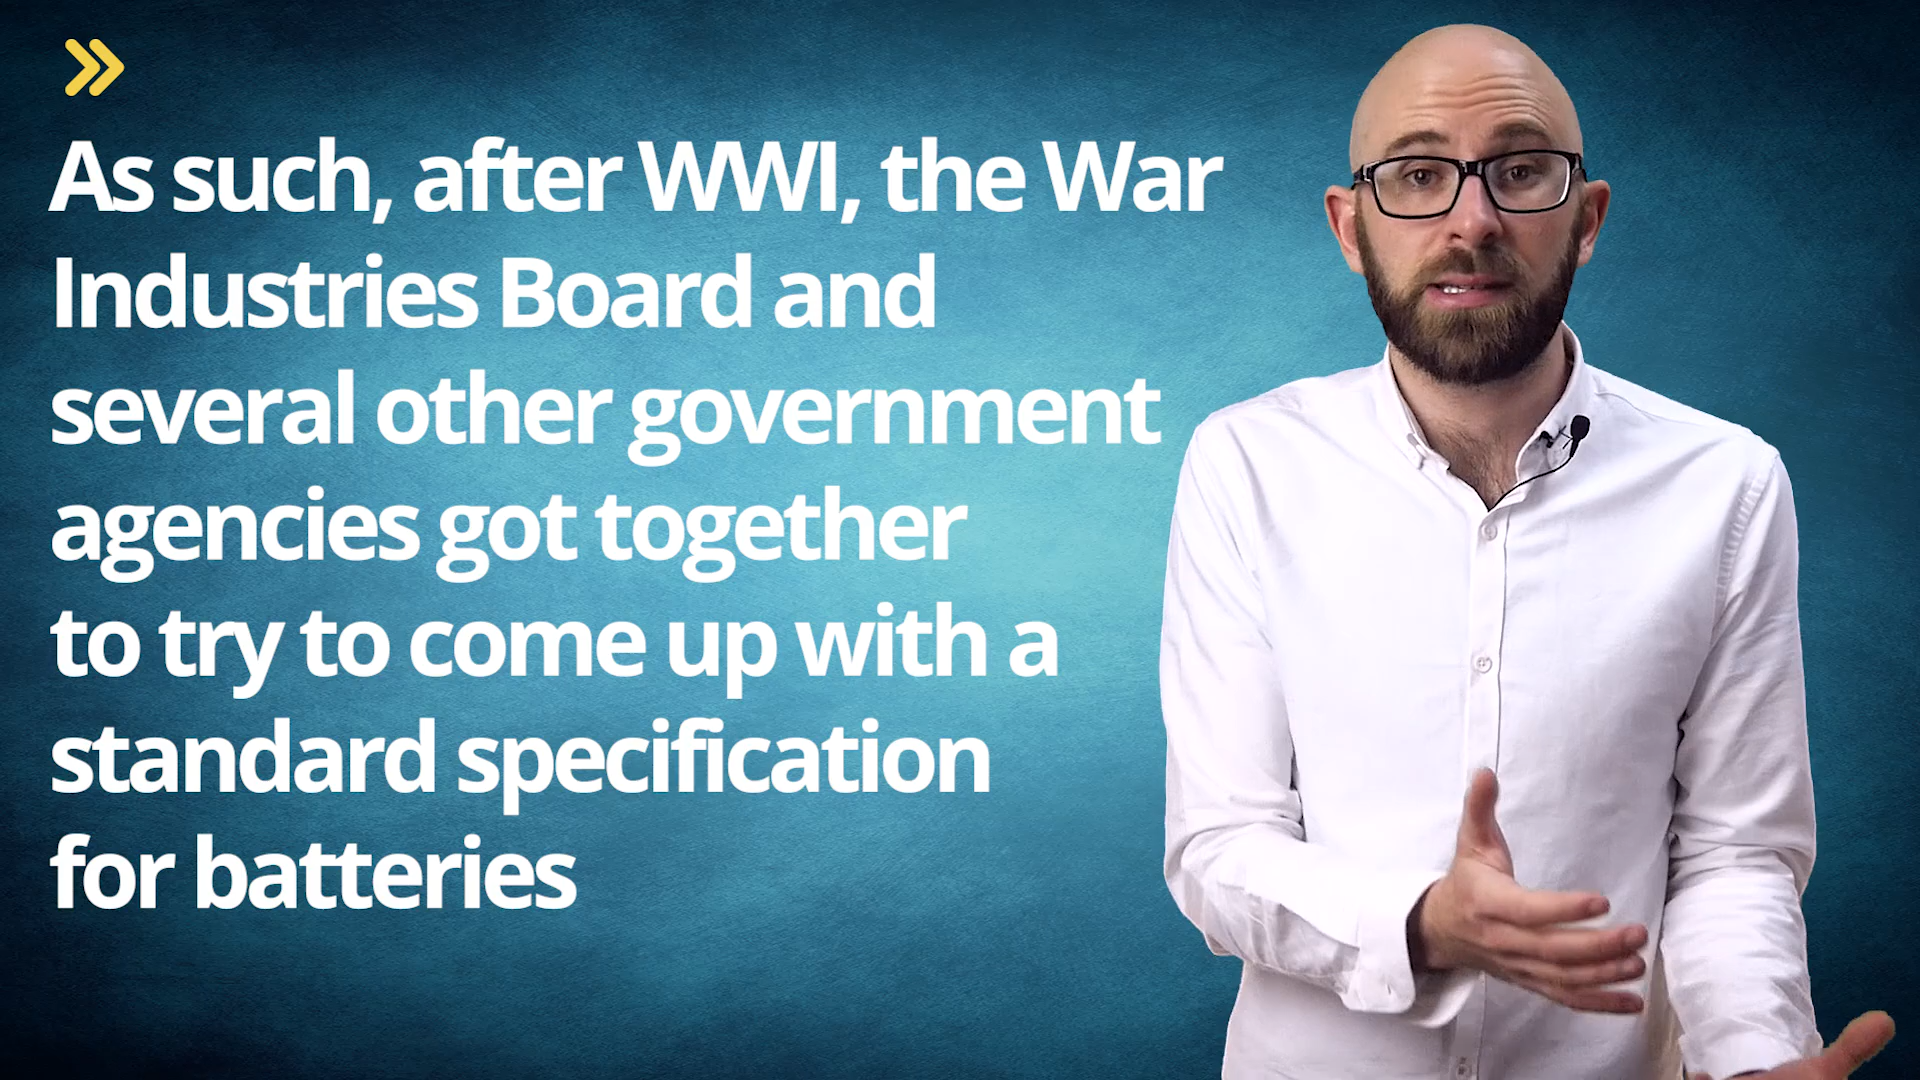 As such, after WWI, the War
Industries Board and
several other government
agencies got together
to try to come up with a
standard specification
for batteries